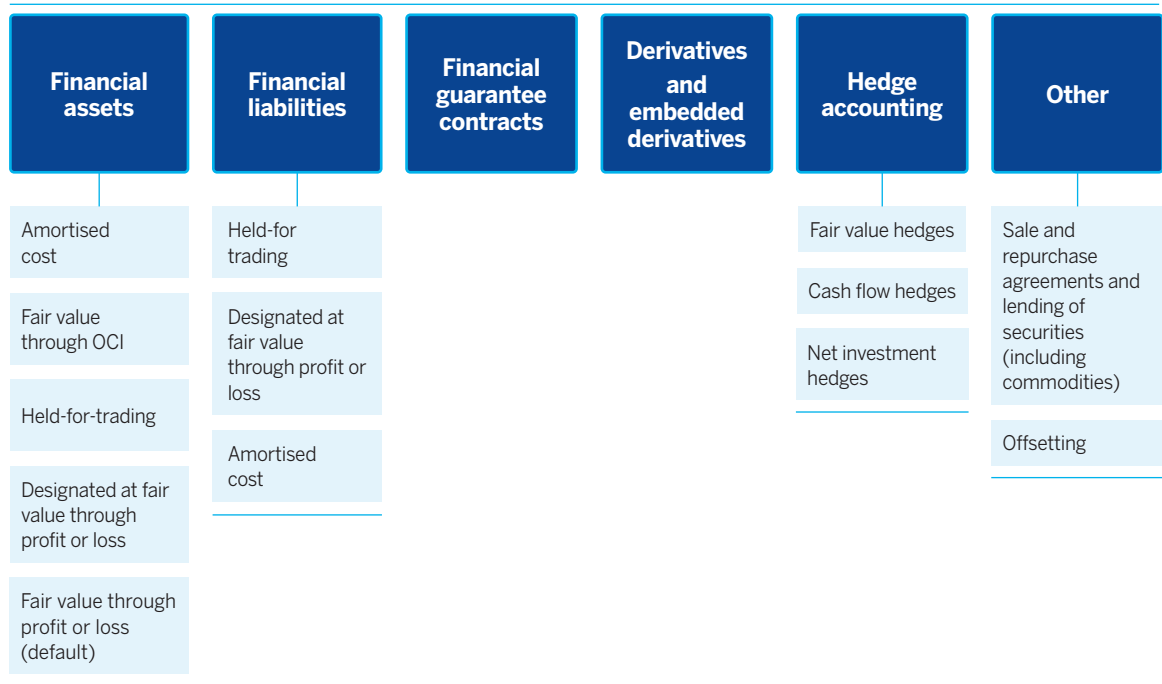 Financial
assets
Financial
liabilities
Financial
guarantee
contracts
Derivatives
and
embedded
derivatives
Hedge
accounting
Other
Amortised
cost
Fair value
through OCI
Held-for-trading
Designated at fair
value through
profit or loss
Fair value through
profit or loss
(default)
Held-for
trading
Designated at
fair value
through profit or
loss
Amortised
cost
Fair value hedges
Cash flow hedges
Net investment
hedges
Sale and
repurchase
agreements and
lending of
securities
(including
commodities)
Offsetting